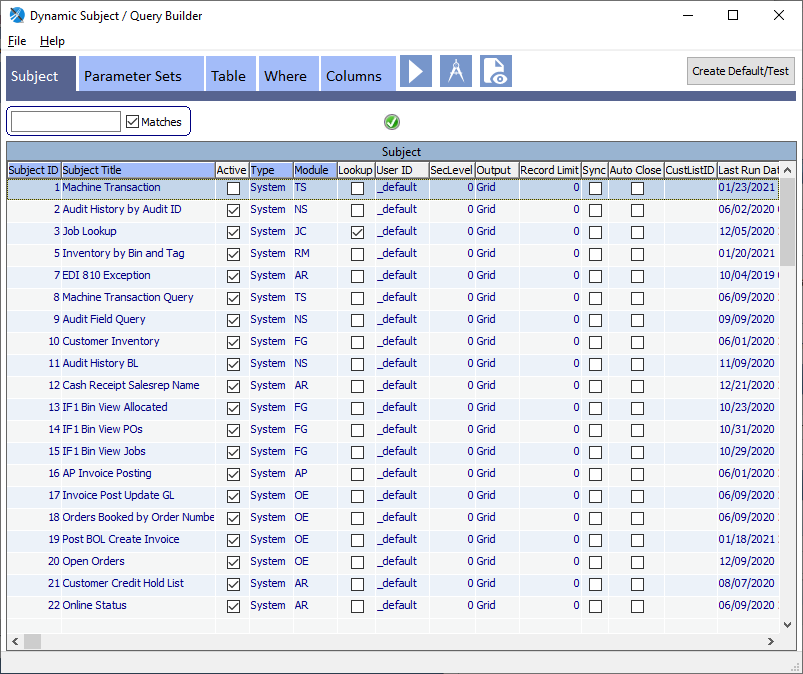 Dynamic Subject / Query Builder
File Help
Subject Parameter Sets Table Where Columns Create Default/Test
Matches
Subject
Subject ID Subject Title Active Type Module Lookup User ID SecLevel Output Record Limit Sync Auto Close CustListID Last Run Dat
1 Machine Transaction System TS _default 0 Grid 0 01/23/2021
2 Audit History by Audit ID System NS _default 0 Grid 0 06/02/2020
3 Job Lookup System JC _default 0 Grid 0 12/05/2020
5 Inventory by Bin and Tag System RM _default 0 Grid 0 01/20/2021
7 EDI 810 Exception System AR _default 0 Grid 0 10/04/2019
8 Machine Transaction Query System TS _default 0 Grid 0 06/09/2020
9 Audit Field Query System NS _default 0 Grid 0 09/09/2020
10 Customer Inventory System FG _default 0 Grid 0 06/01/2020
11 Audit History BL System NS _default 0 Grid 0 11/09/2020
12 Cash Receipt Salesrep Name System AR _default 0 Grid 0 12/21/2020
13 IF1 Bin View Allocated System FG _default 0 Grid 0 10/23/2020
14 IF1 Bin View POs System FG _default 0 Grid 0 10/31/2020
15 IF1 Bin View Jobs System FG _default 0 Grid 0 10/29/2020
16 AP Invoice Posting System AP _default 0 Grid 0 06/01/2020
17 Invoice Post Update GL System OE _default 0 Grid 0 06/09/2020
18 Orders Booked by Order Numbe System OE _default 0 Grid 0 06/09/2020
19 Post BOL Create Invoice System OE _default 0 Grid 0 01/18/2021
20 Open Orders System OE _default 0 Grid 0 12/09/2020
21 Customer Credit Hold List System AR _default 0 Grid 0 08/07/2020
22 Online Status System AR _default 0 Grid 0 06/09/2020